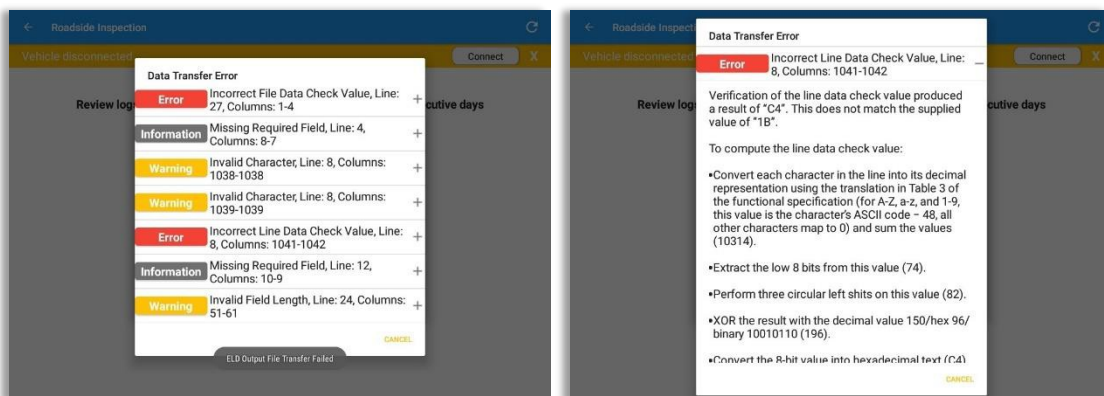 Roadside Inspection
Vehicle disconnected
Connect
X
Review log
cutive days
Data Transfer Error
Error
Incorrect File Data Check Value, Line:
27, Columns: 1-4
+
Information
Missing Required Field, Line: 4,
Columns: 8-7
+
Warning
Invalid Character, Line: 8, Columns:
1038-1038
+
Warning
Invalid Character, Line: 8, Columns:
1039-1039
+
Error
Incorrect Line Data Check Value, Line:
8, Columns: 1041-1042
+
Information
Missing Required Field, Line: 12,
Columns: 10-9
+
Warning
Invalid Field Length, Line: 24, Columns:
51-61
+
CANCEL
ELD Output File Transfer Failed
Roadside Inspecti
Vehicle disconnected
Connect
X
Review logs
cutive days
Data Transfer Error
Error
Incorrect Line Data Check Value, Line:
8, Columns: 1041-1042
Verification of the line data check value produced
a result of “C4”. This does not match the supplied
value of “1B”.
To compute the line data check value:
▪Convert each character in the line into its decimal
representation using the translation in Table 3 of
the functional specification (for A-Z, a-z, and 1-9,
this value is the character's ASCII code − 48, all
other characters map to 0) and sum the values
(10314).
▪Extract the low 8 bits from this value (74).
▪Perform three circular left shits on this value (82).
▪XOR the result with the decimal value 150/hex 96/
binary 10010110 (196).
▪Convert the 8-bit value into hexadecimal text (C4)
CANCEL